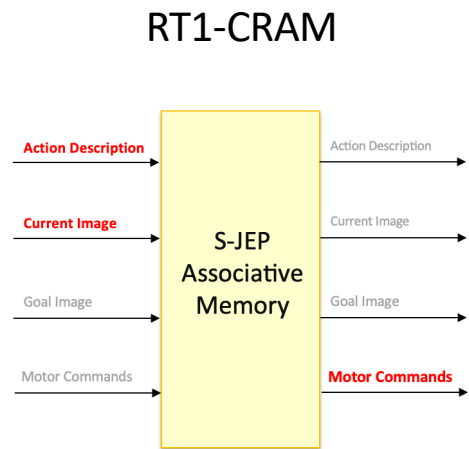 RT1-CRAM
Action Description
Action Description
Current Image
Current Image
S-JEP
Associative
Memory
Goal Image
Goal Image
Motor Commands
Motor Commands